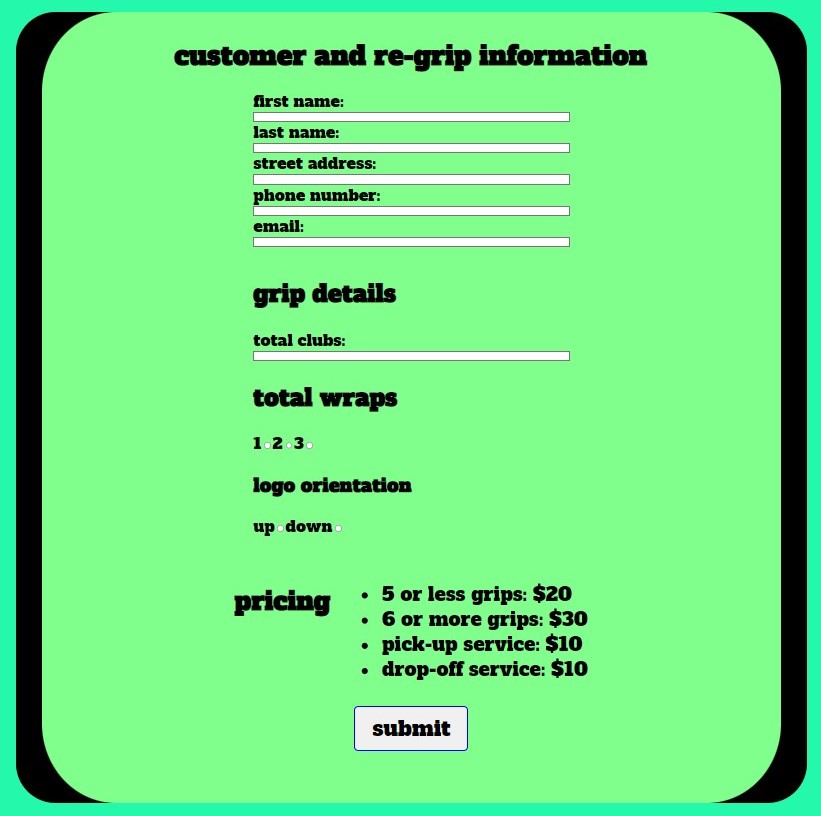 customer and re-grip information
first name:
last name:
street address:
phone number:
email:
grip details
total clubs:
total wraps
1 2 3
logo orientation
up down
pricing
5 or less grips: $20
6 or more grips: $30
pick-up service: $10
drop-off service: $10
submit